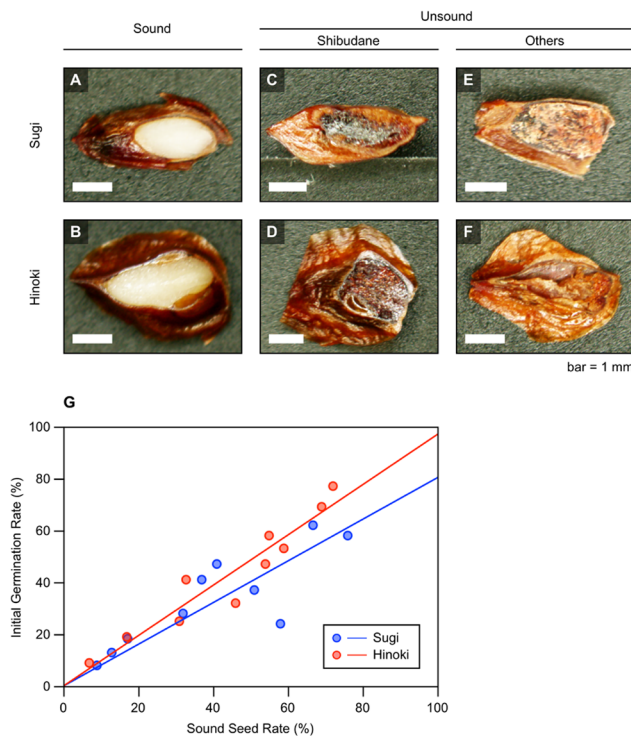 Unsound
Sound
Shibudane
Others
A
C
E
Sugi
B
D
F
Hinoki
bar = 1 mm
G
100
80
60
40
20
0
Initial Germination Rate (%)
0 20 40 60 80 100
Sound Seed Rate (%)
Sugi
Hinoki